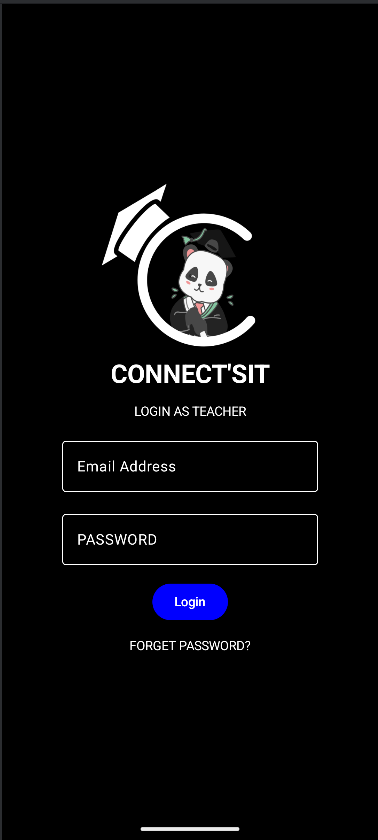 CONNECT'SIT
LOGIN AS TEACHER
Email Address
PASSWORD
Login
FORGET PASSWORD?